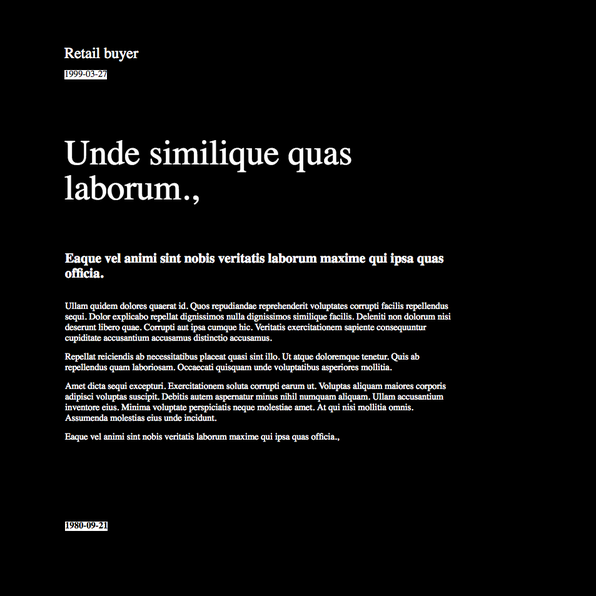 Retail buyer
1999-03-27
Unde similique quas
laborum.,
Eaque vel animi sint nobis veritatis laborum maxime qui ipsa quas
officia.
Ullam quidem dolores quaerat id. Quos repudiandae reprehenderit voluptates corrupti facilis repellendus
sequi. Dolor explicabo repellat dignissimos nulla dignissimos similique facilis. Deleniti non dolorum nisi
deserunt libero quae. Corrupti aut ipsa cumque hic. Veritatis exercitationem sapiente consequuntur
cupiditate accusantium accusamus distinctio accusamus.
Repellat reiciendis ab necessitatibus placeat quasi sint illo. Ut atque doloremque tenetur. Quis ab
repellendus quam laboriosam. Occaecati quisquam unde voluptatibus asperiores mollitia.
Amet dicta sequi excepturi. Exercitationem soluta corrupti earum ut. Voluptas aliquam maiores corporis
adipisci voluptas suscipit. Debitis autem aspernatur minus nihil numquam aliquam. Ullam accusantium
inventore eius. Minima voluptate perspiciatis neque molestiae amet. At qui nisi mollitia omnis.
Assumenda molestias eius unde incidunt.
Eaque vel animi sint nobis veritatis laborum maxime qui ipsa quas officia.,
1980-09-21